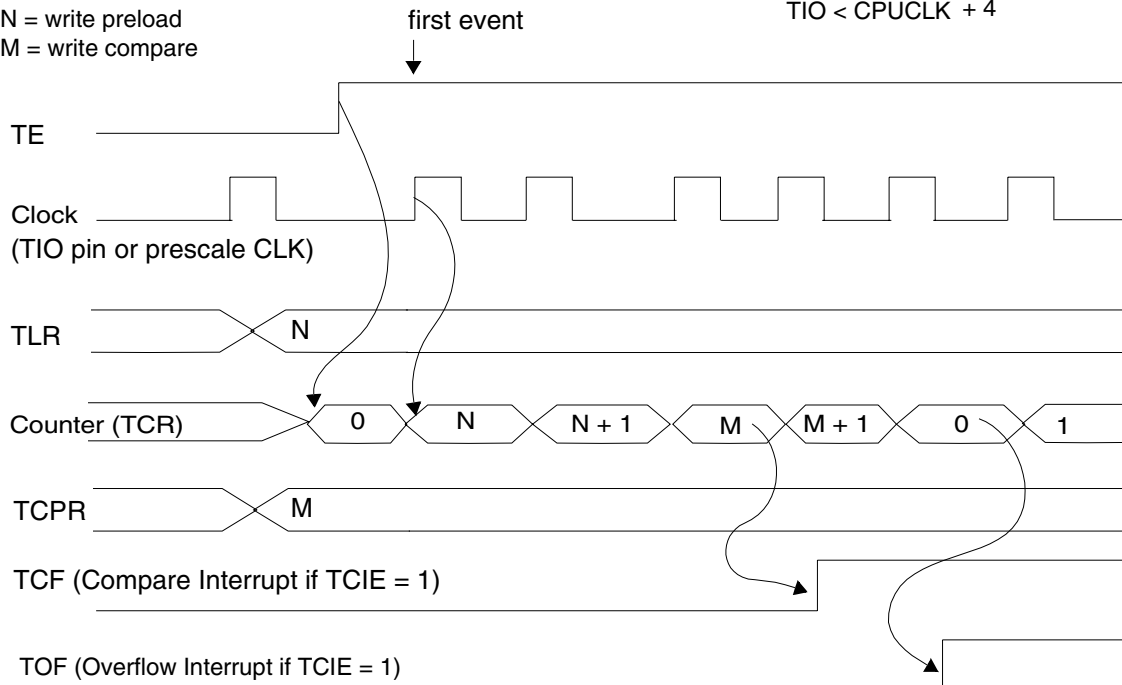 N = write preload
M = write compare
first event
TIO < CPUCLK + 4
TE
Clock
(TIO pin or prescale CLK)
TLR
N
Counter (TCR)
0
N
N + 1
M
M + 1
0
1
TCPR
M
TCF (Compare Interrupt if TCIE = 1)
TOF (Overflow Interrupt if TCIE = 1)